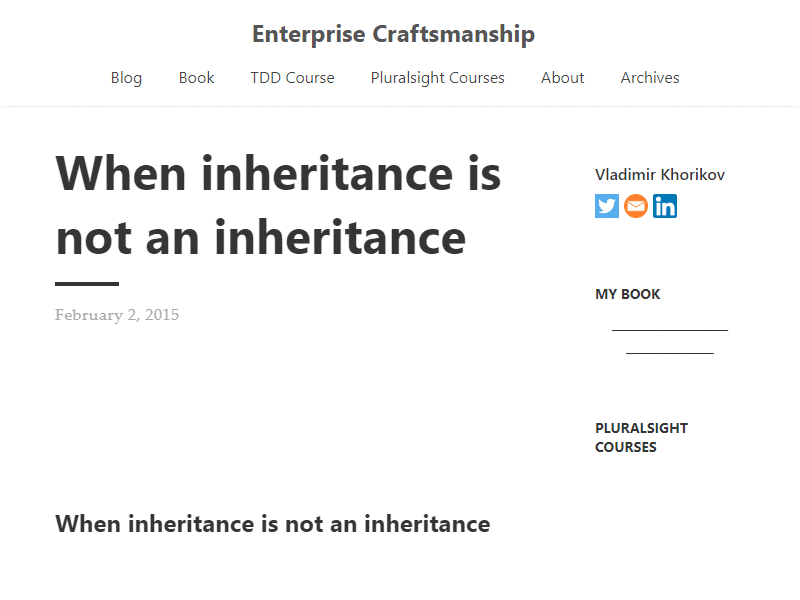 Enterprise Craftsmanship
Blog Book TDD Course Pluralsight Courses About Archives
When inheritance is
not an inheritance
February 2, 2015
When inheritance is not an inheritance
Vladimir Khorikov
MY BOOK
PLURALSIGHT
COURSES